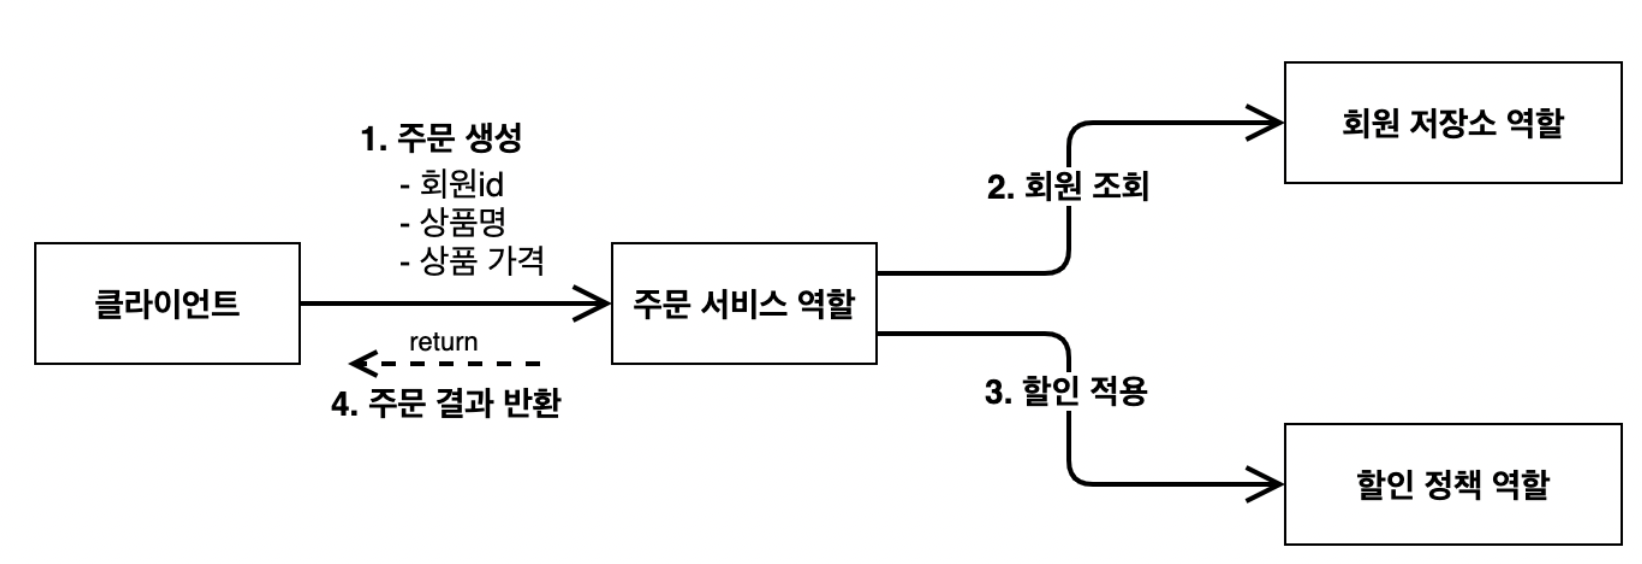 1. 주문 생성
- 회원id
- 상품명
- 상품 가격
클라이언트
return
4. 주문 결과 반환
주문 서비스 역할
2. 회원 조회
회원 저장소 역할
3. 할인 적용
할인 정책 역할